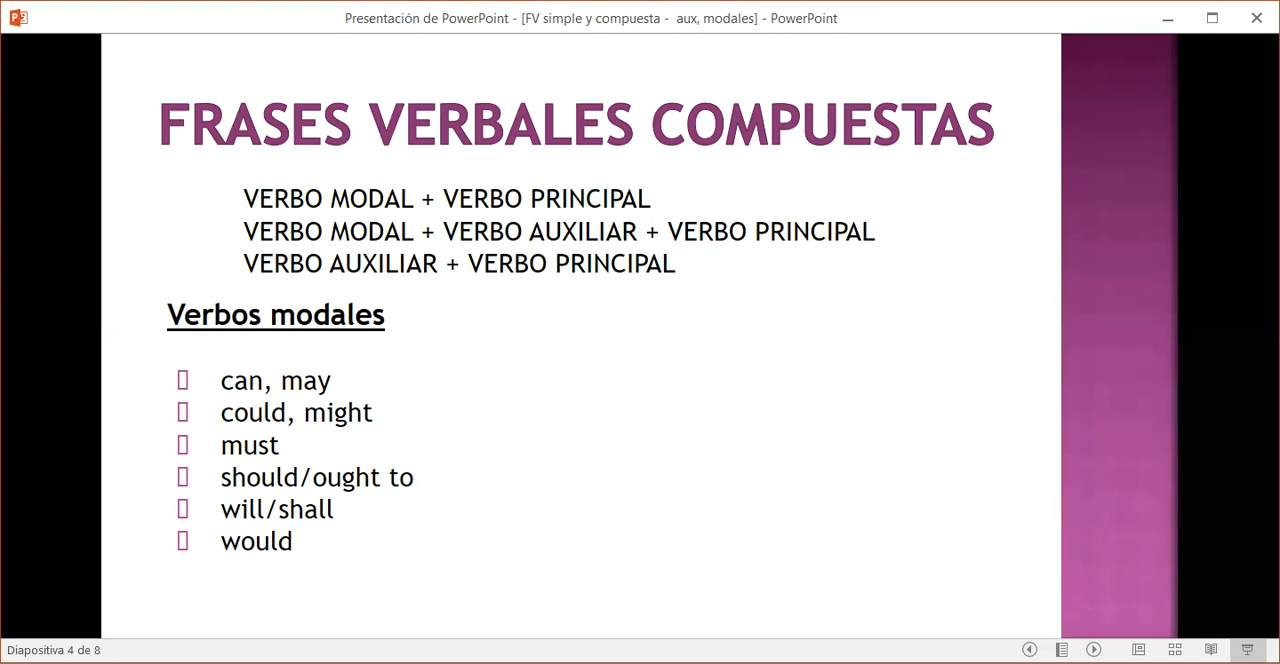 Presentación de PowerPoint - [FV simple y compuesta - aux, modales] - PowerPoint
FRASES VERBALES COMPUESTAS
VERBO MODAL + VERBO PRINCIPAL
VERBO MODAL + VERBO AUXILIAR + VERBO PRINCIPAL
VERBO AUXILIAR + VERBO PRINCIPAL
Verbos modales
can, may
could, might
must
should/ought to
will/shall
would
Diapositiva 4 de 8